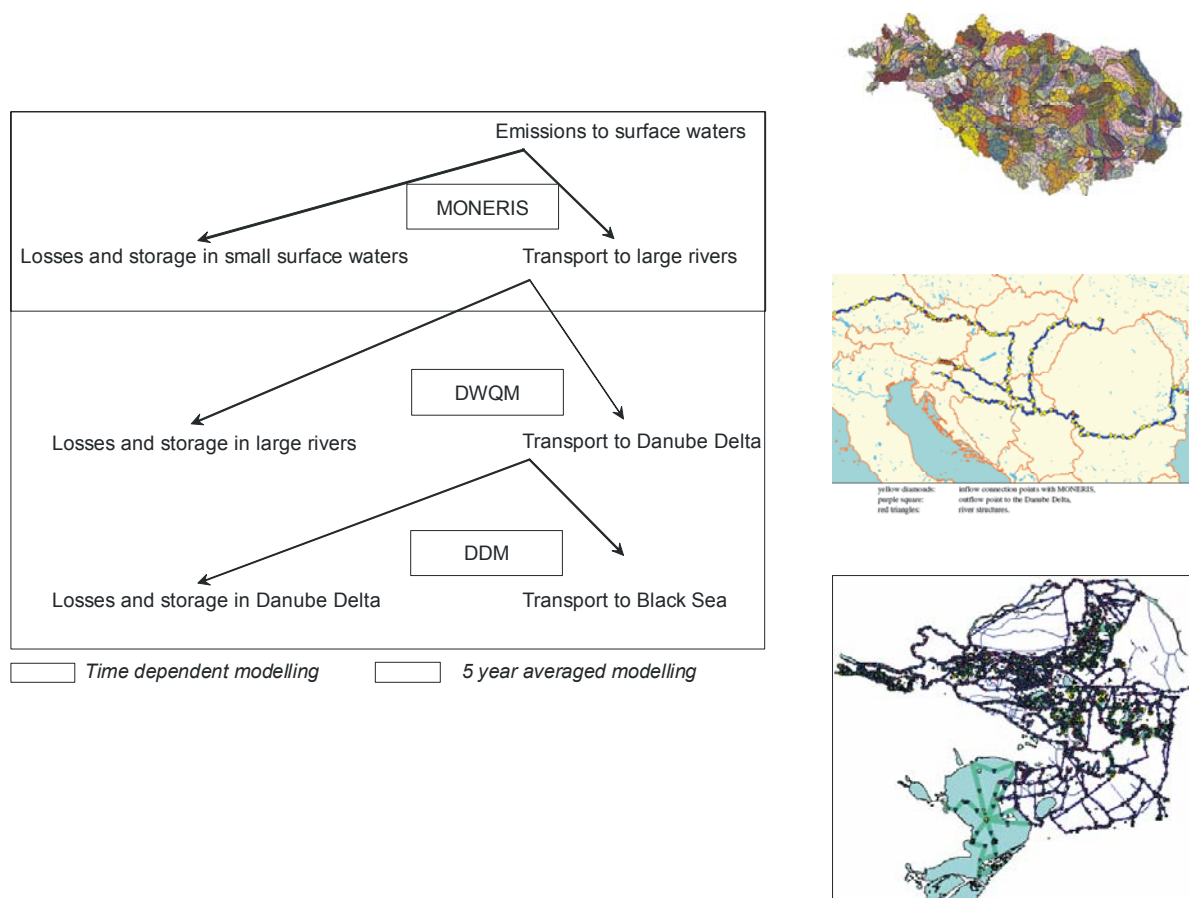 Emissions to surface waters
MONERIS
Losses and storage in small surface waters
Transport to large rivers
DWQM
Losses and storage in large rivers
Transport to Danube Delta
DDM
Losses and storage in Danube Delta
Transport to Black Sea
Time dependent modelling
5 year averaged modelling
yellow diamonds: inflow connection points with MONERIS,
purple square: outflow point to the Danube Delta,
red triangles: river structures.